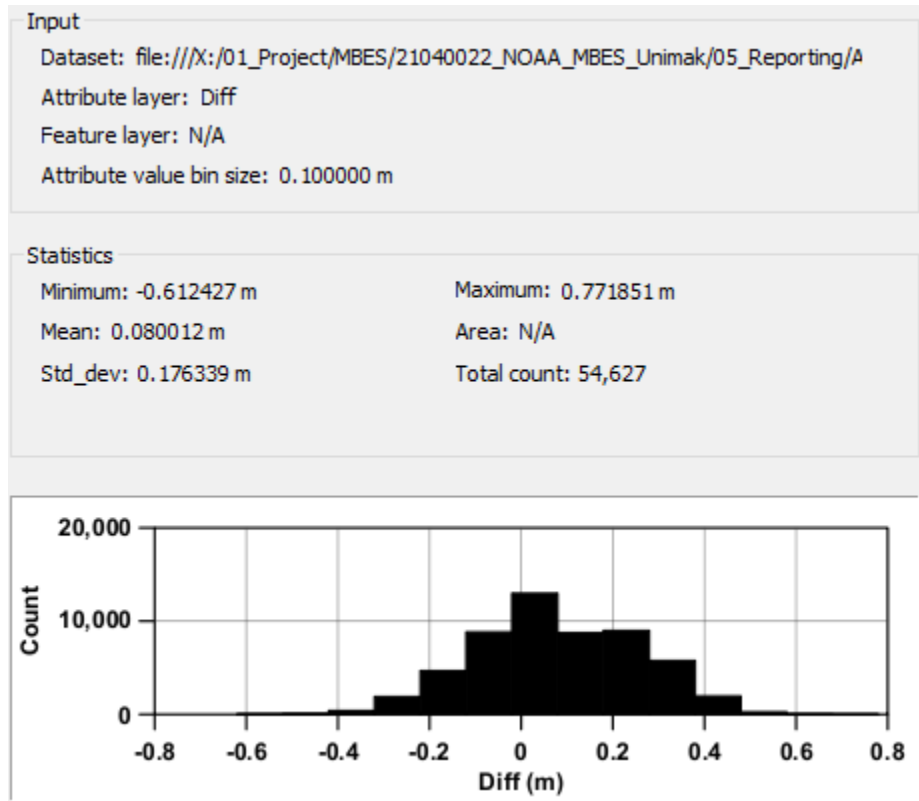 Input
Dataset: file:///X:/01_Project/MBES/21040022_NOAA_MBES_Unimak/05_Reporting/A
Attribute layer: Diff
Feature layer: N/A
Attribute value bin size: 0.100000 m
Statistics
Minimum: -0.612427 m Maximum: 0.771851 m
Mean: 0.080012 m Area: N/A
Std_dev: 0.176339 m Total count: 54,627
20,000
10,000
0
Count
-0.8 -0.6 -0.4 -0.2 0 0.2 0.4 0.6 0.8
Diff (m)